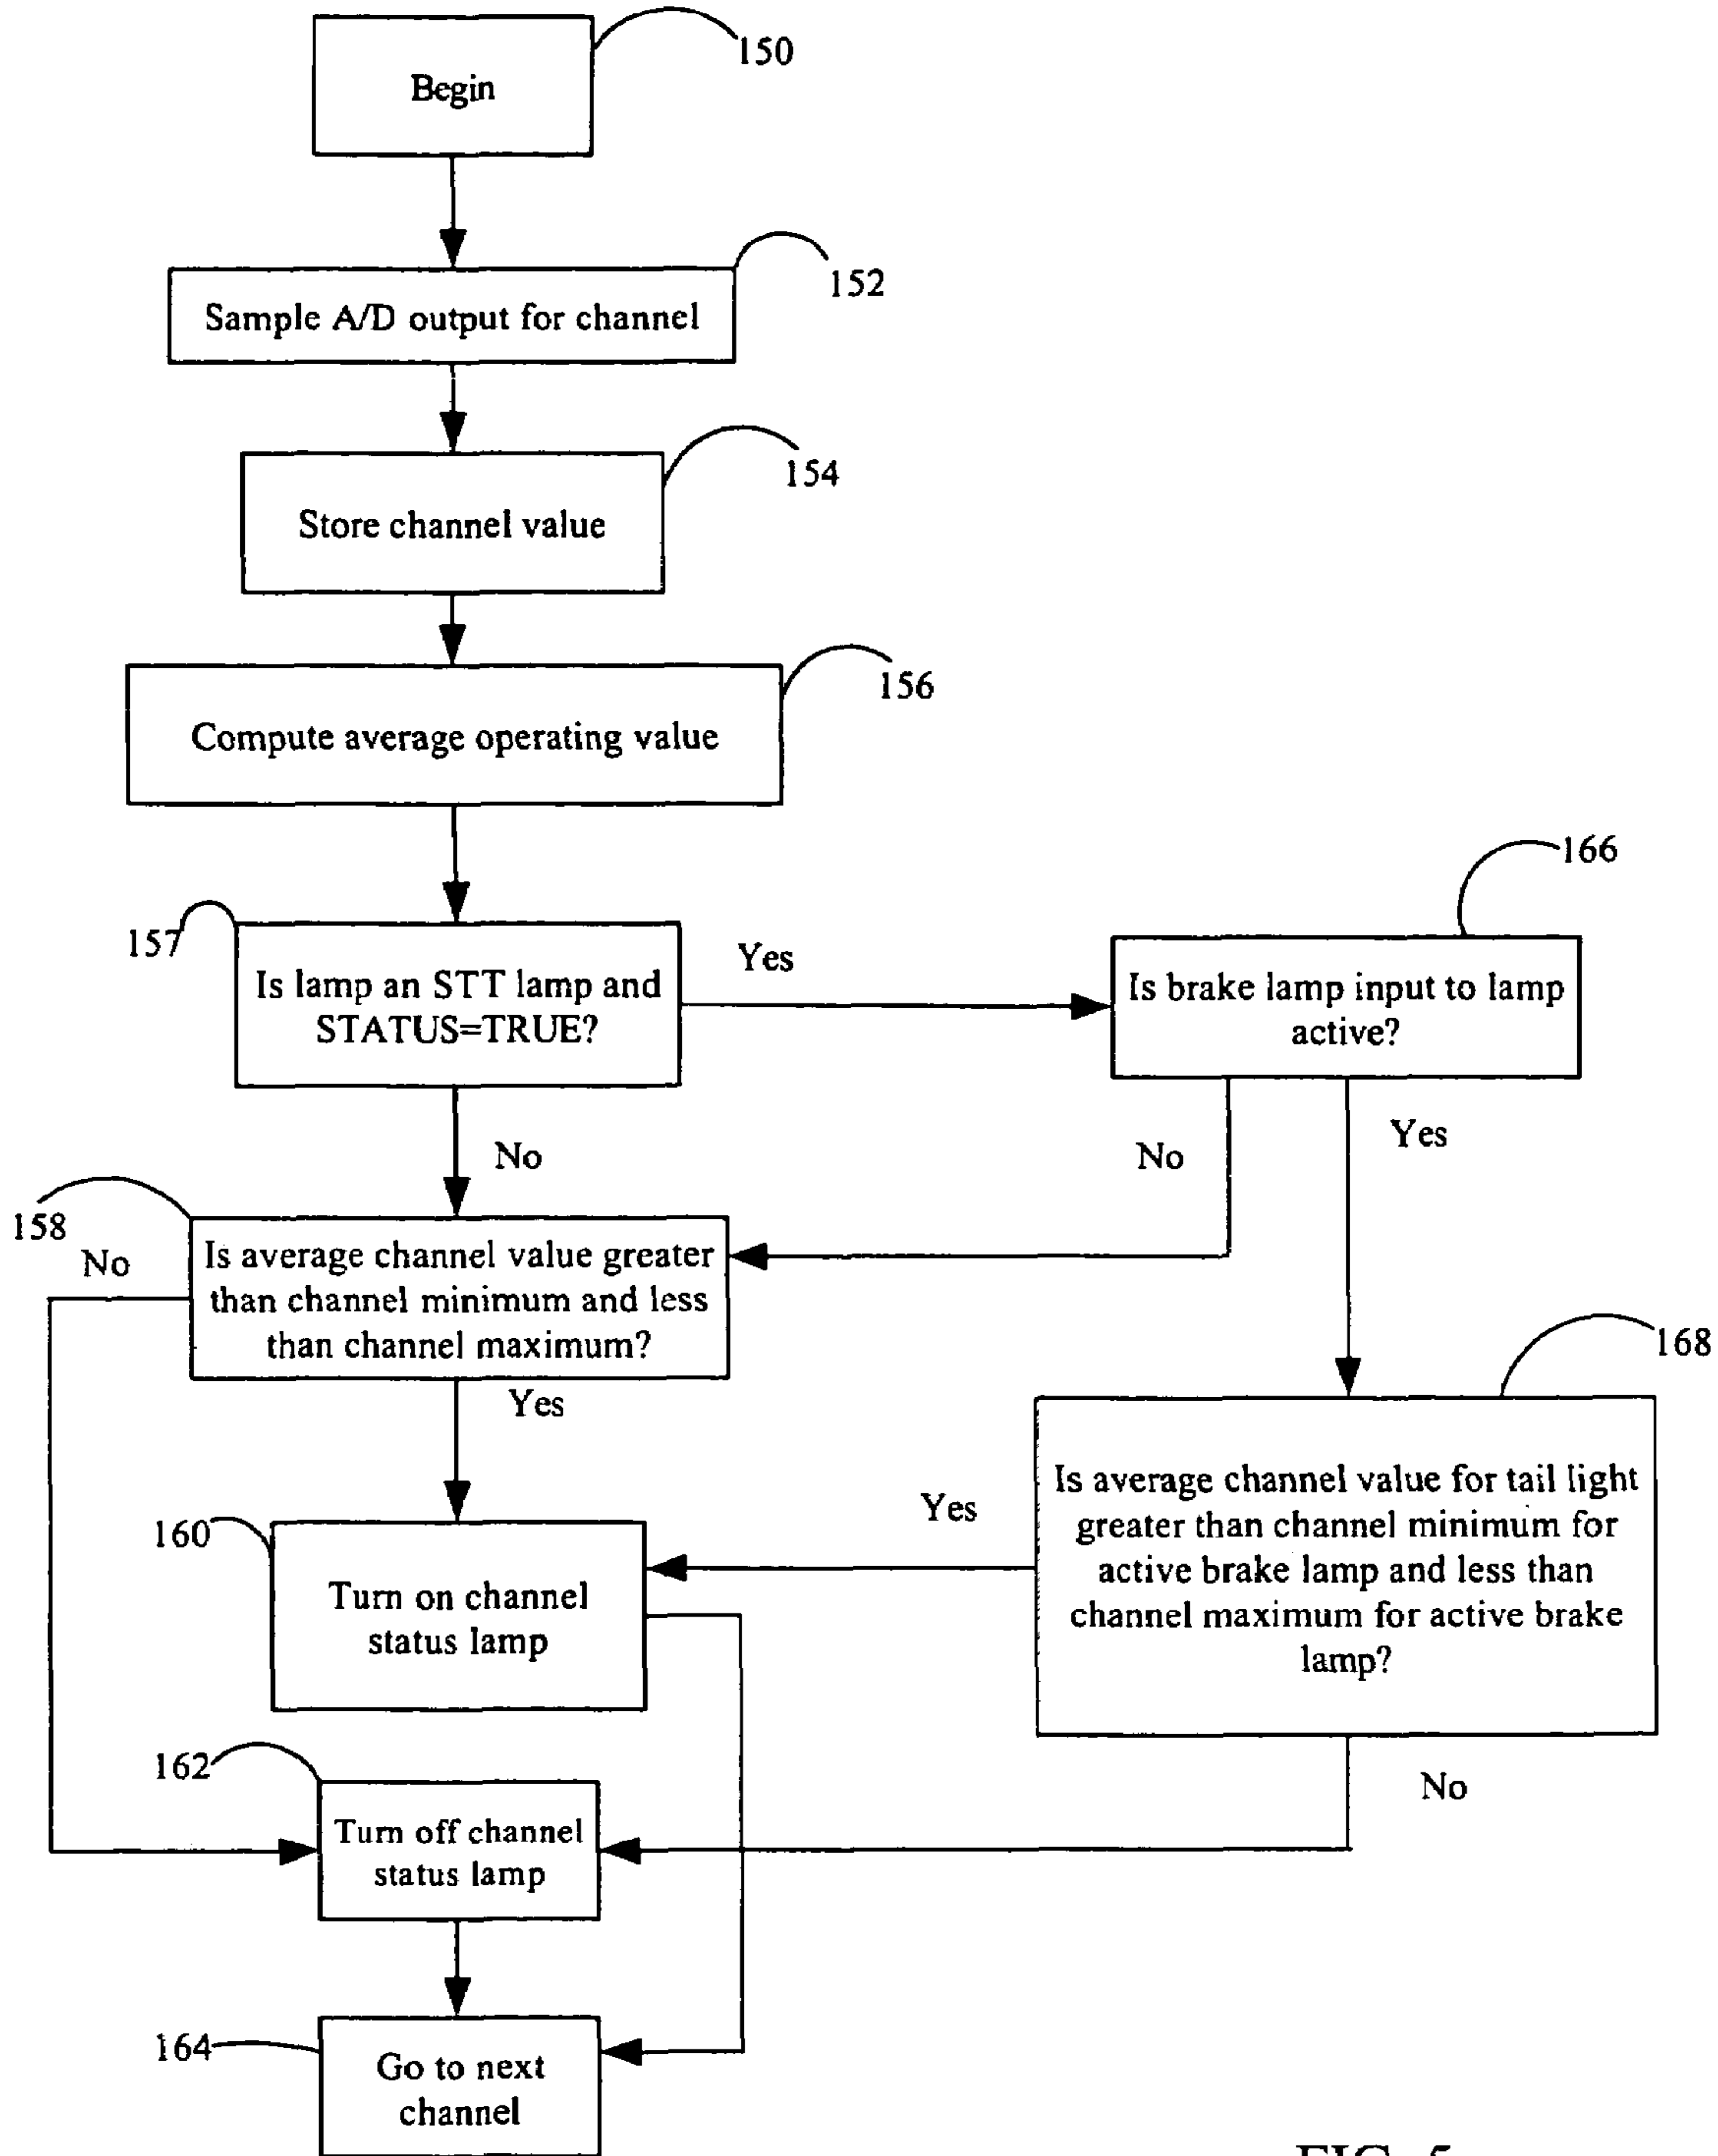 Begin
150
Sample A/D output for channel
152
Store channel value
154
Compute average operating value
156
157
Is lamp an STT lamp and
STATUS=TRUE?
Yes
166
Is brake lamp input to lamp
active?
No
No
Yes
158
No
Is average channel value greater
than channel minimum and less
than channel maximum?
Yes
168
Is average channel value for tail light
greater than channel minimum for
active brake lamp and less than
channel maximum for active brake
lamp?
Yes
160
Turn on channel
status lamp
162
Turn off channel
status lamp
No
164
Go to next
channel
FIG. 5